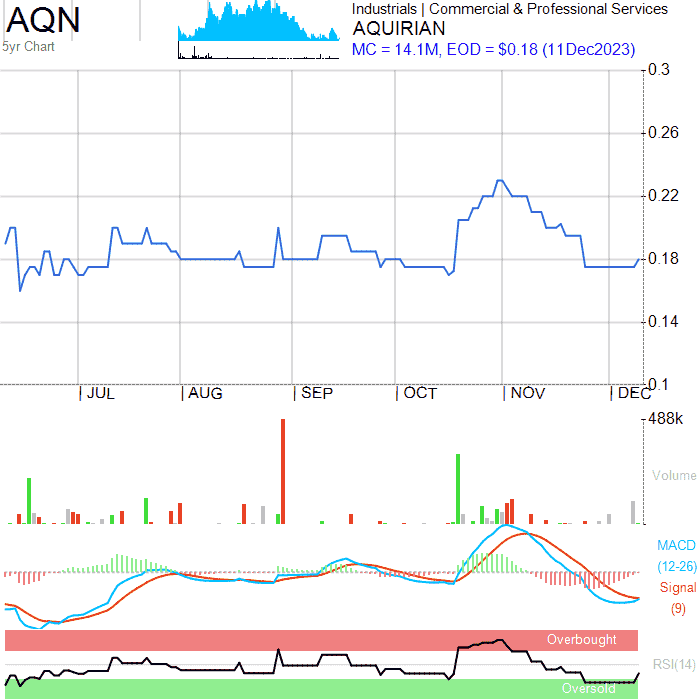 AQN
5yr Chart
Industrials | Commercial & Professional Services
AQUIRIAN
MC = 14.1M, EOD = $0.18 (11Dec2023)
0.3
0.26
0.22
0.18
0.14
0.1
| JUL | AUG | SEP | OCT | NOV | DEC
488k
Volume
MACD
(12-26)
Signal
(9)
Overbought
RSI(14)
Oversold